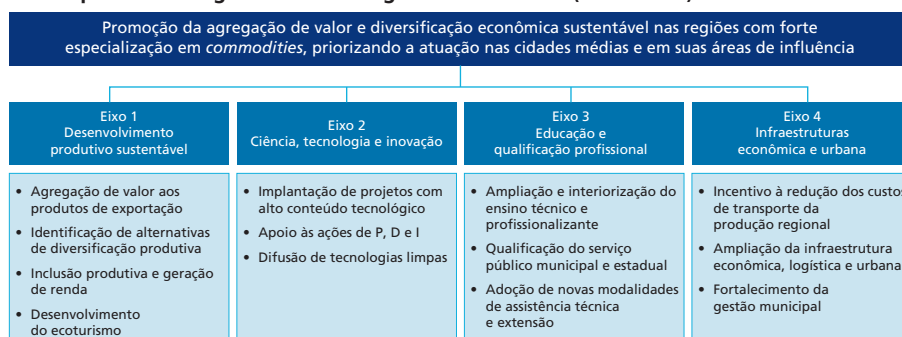 Promoção da agregação de valor e diversificação econômica sustentável nas regiões com forte
especialização em commodities, priorizando a atuação nas cidades médias e em suas áreas de influência
Eixo 1
Desenvolvimento
produtivo sustentável
Eixo 2
Ciência, tecnologia e inovação
Eixo 3
Educação e
qualificação profissional
Eixo 4
Infraestruturas
econômica e urbana
• Agregação de valor aos
produtos de exportação
• Identificação de alternativas
de diversificação produtiva
• Inclusão produtiva e geração
de renda
• Desenvolvimento
do ecoturismo
• Implantação de projetos com
alto conteúdo tecnológico
• Apoio às ações de P, D e I
• Difusão de tecnologias limpas
• Ampliação e interiorização do
ensino técnico e
profissionalizante
• Qualificação do serviço
público municipal e estadual
• Adoção de novas modalidades
de assistência técnica
e extensão
• Incentivo à redução dos custos
de transporte da
produção regional
• Ampliação da infraestrutura
econômica, logística e urbana
• Fortalecimento da
gestão municipal